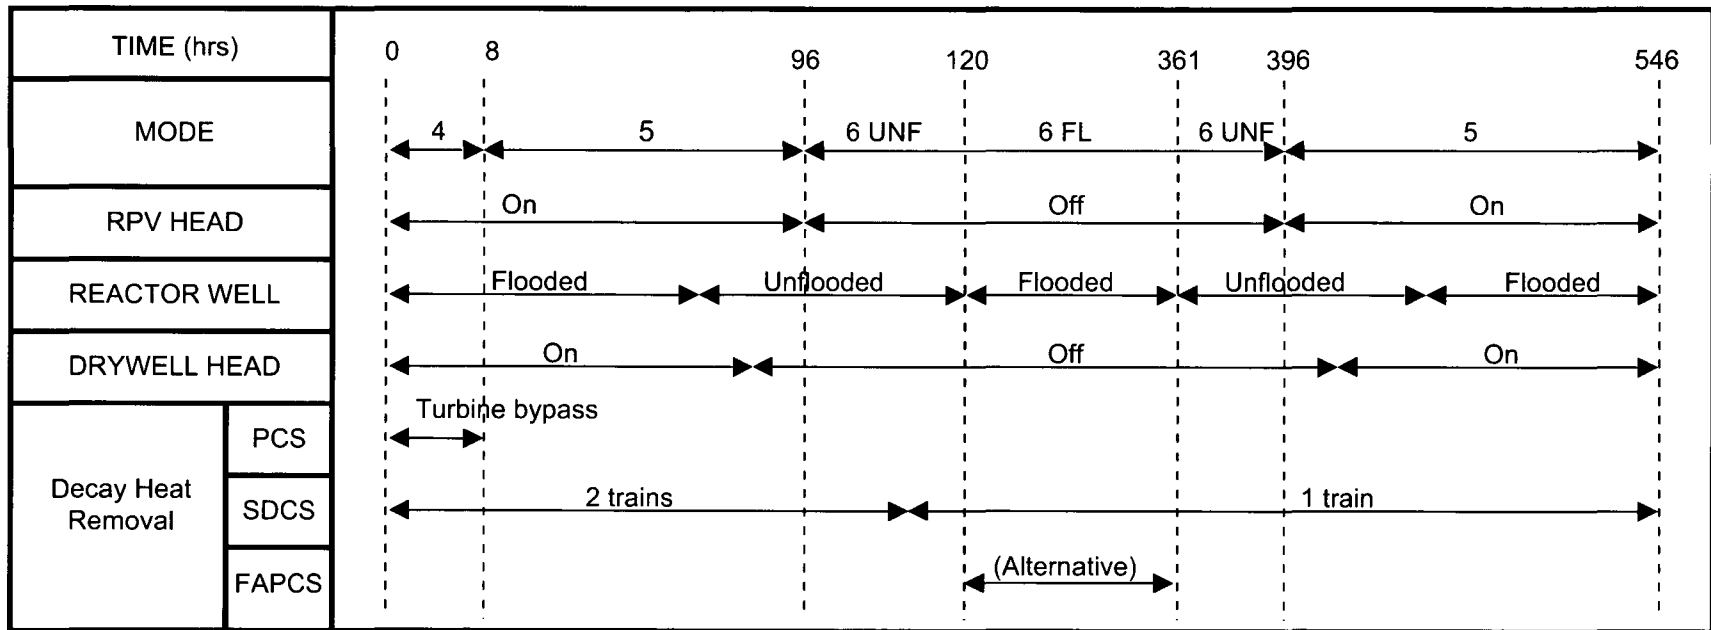 TIME (hrs)
0 8 96 120 361 396 546
MODE
4 5 6 UNF 6 FL 6 UNF 5
RPV HEAD
On Off On
REACTOR WELL
Flooded Unflooded Flooded Unflooded Flooded
DRYWELL HEAD
On Off On
Decay Heat
Removal
PCS
Turbine bypass
SDCS
2 trains 1 train
FAPCS
(Alternative)